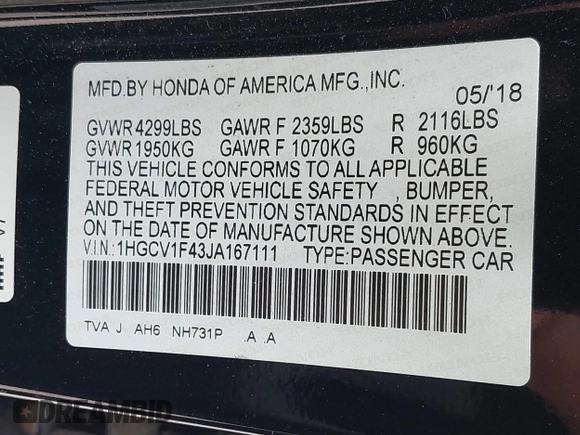 MFD.BY HONDA OF AMERICA MFG.,INC.
05/'18
GVWR 4299LBS GAWR F 2359LBS R 2116LBS
GVWR 1950KG GAWR F 1070KG R 960KG
THIS VEHICLE CONFORMS TO ALL APPLICABLE
FEDERAL MOTOR VEHICLE SAFETY , BUMPER,
AND THEFT PREVENTION STANDARDS IN EFFECT
ON THE DATE OF MANUFACTURE SHOWN ABOVE.
V.I.N.: 1HGCV1F43JA167111 TYPE:PASSENGER CAR
TVA J AH6 NH731P .A .A
DREAMBID